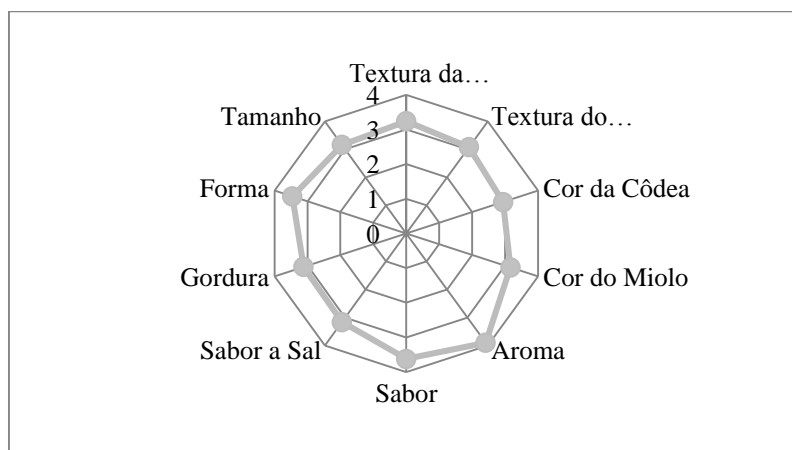 Textura da…
4
Tamanho
Textura do…
3
2
Forma
Cor da Côdea
1
0
Gordura
Cor do Miolo
Sabor a Sal
Aroma
Sabor